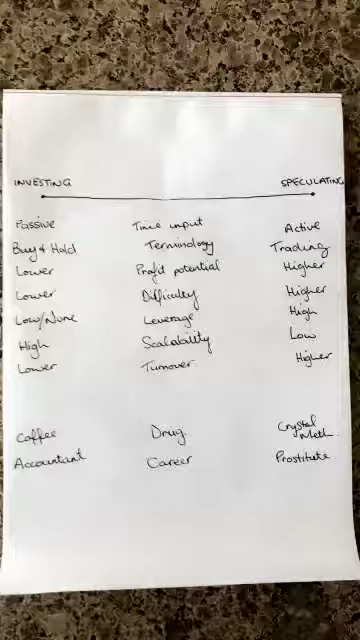 INVESTING SPECULATING
Passive Time input Active
Buy & Hold Terminology Trading
Lower Profit potential Higher
Lower Difficulty Higher
Low/None Leverage High
High Scalability Low
Lower Turnover Higher
Coffee Drug Crystal Meth.
Accountant Career Prostitute